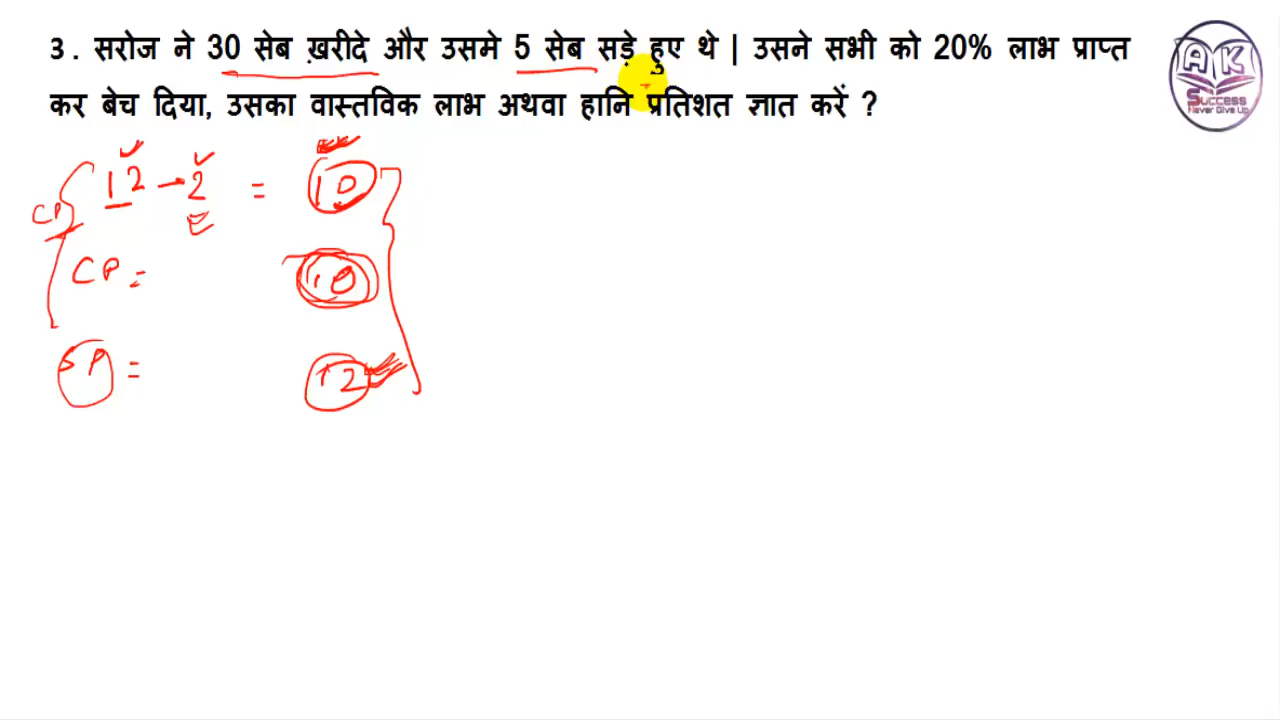 3. सरोज ने 30 सेब ख़रीदे और उसमे 5 सेब सड़े हुए थे | उसने सभी को 20% लाभ प्राप्त
कर बेच दिया, उसका वास्तविक लाभ अथवा हानि प्रतिशत ज्ञात करें ?
AK
Success
Never Give Up
12 - 2 = 10
CP
CP = 10
SP = 12